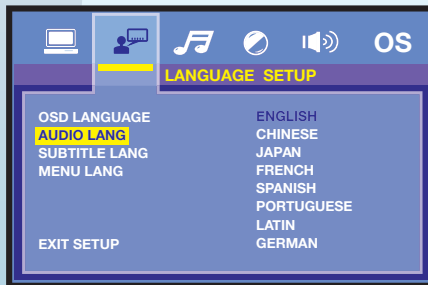 OS
LANGUAGE SETUP
OSD LANGUAGE ENGLISH
AUDIO LANG CHINESE
SUBTITLE LANG JAPAN
MENU LANG FRENCH
SPANISH
PORTUGUESE
LATIN
EXIT SETUP GERMAN